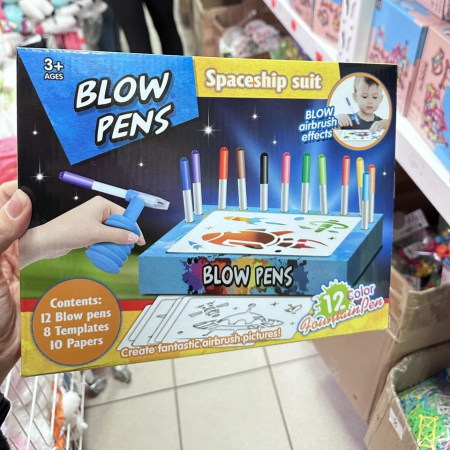 3+
AGES
BLOW
PENS
Spaceship suit
BLOW
airbrush
effects
BLOW PENS
Contents:
12 Blow pens
8 Templates
10 Papers
Create fantastic airbrush pictures!
12 color
FountainPen